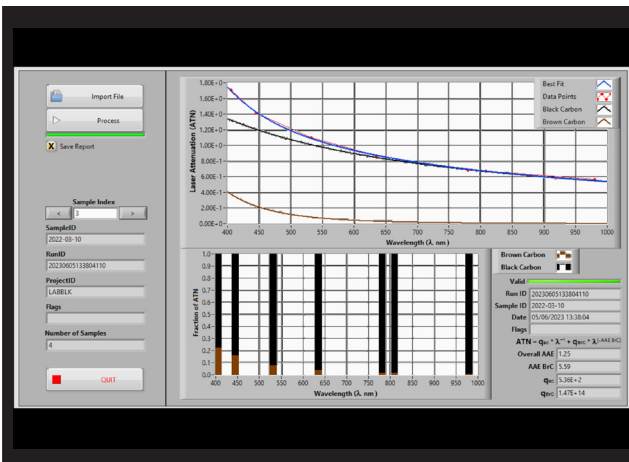 Import File
Process
X Save Report
Sample Index
3
SampleID
2022-03-10
RunID
20230605133804110
ProjectID
LABBLK
Flags
Number of Samples
4
QUIT
Laser Attenuation (ATN)
1.80E+0
1.60E+0
1.40E+0
1.20E+0
1.00E+0
8.00E-1
6.00E-1
4.00E-1
2.00E-1
0.00E+0
400 450 500 550 600 650 700 750 800 850 900 950 1000
Wavelength (λ, nm)
Best Fit
Data Points
Black Carbon
Brown Carbon
Fraction of ATN
1.0
0.9
0.8
0.7
0.6
0.5
0.4
0.3
0.2
0.1
0.0
400 450 500 550 600 650 700 750 800 850 900 950 1000
Wavelength (λ, nm)
Brown Carbon
Black Carbon
Valid
Run ID 20230605133804110
Sample ID 2022-03-10
Date 05/06/2023 13:38:04
Flags
Overall AAE 1.25
AAE BrC 5.59
qBC 5.36E+2
qBrC 1.47E+14